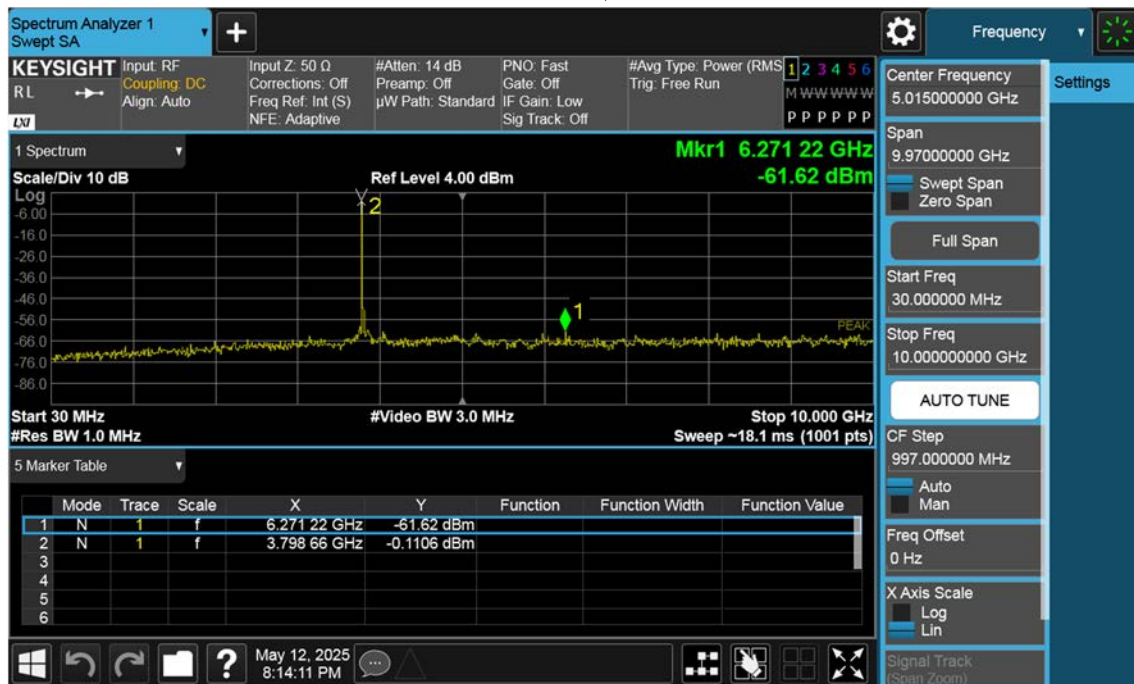 Spectrum Analyzer 1
Swept SA
+
Frequency
KEYSIGHT
RL
LXI
Input: RF
Coupling: DC
Align: Auto
Input Z: 50 Ω
Corrections: Off
Freq Ref: Int (S)
NFE: Adaptive
#Atten: 14 dB
Preamp: Off
µW Path: Standard
PNO: Fast
Gate: Off
IF Gain: Low
Sig Track: Off
#Avg Type: Power (RMS
Trig: Free Run
1 2 3 4 5 6
M W W W W W
P P P P P P
1 Spectrum
Mkr1 6.271 22 GHz
Scale/Div 10 dB
Ref Level 4.00 dBm
-61.62 dBm
Log
-6.00
-16.0
-26.0
-36.0
-46.0
-56.0
-66.0
-76.0
-86.0
2
1
PEAK
Start 30 MHz
#Video BW 3.0 MHz
Stop 10.000 GHz
#Res BW 1.0 MHz
Sweep ~18.1 ms (1001 pts)
5 Marker Table
Mode Trace Scale X Y Function Function Width Function Value
1 N 1 f 6.271 22 GHz -61.62 dBm
2 N 1 f 3.798 66 GHz -0.1106 dBm
3
4
5
6
?
May 12, 2025
8:14:11 PM
Center Frequency
5.015000000 GHz
Settings
Span
9.97000000 GHz
Swept Span
Zero Span
Full Span
Start Freq
30.000000 MHz
Stop Freq
10.000000000 GHz
AUTO TUNE
CF Step
997.000000 MHz
Auto
Man
Freq Offset
0 Hz
X Axis Scale
Log
Lin
Signal Track
(Span Zoom)